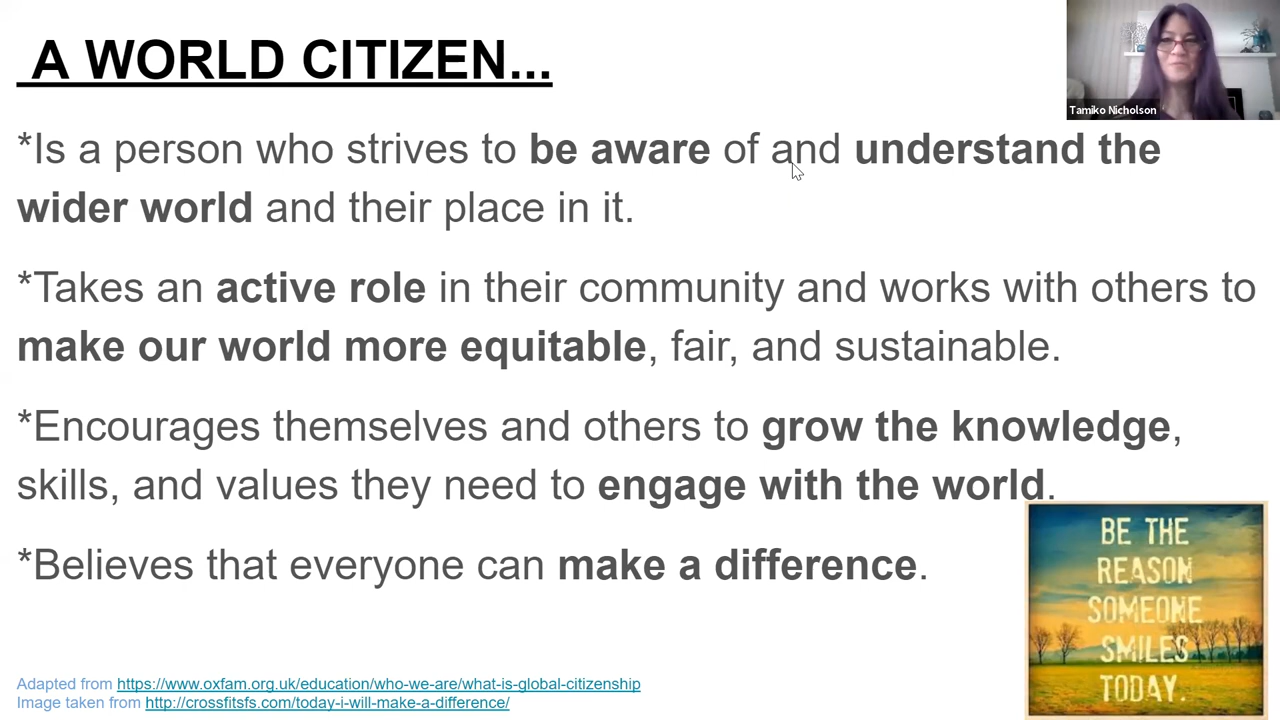 A WORLD CITIZEN...
Tamiko Nicholson
*Is a person who strives to be aware of and understand the
wider world and their place in it.
*Takes an active role in their community and works with others to
make our world more equitable, fair, and sustainable.
*Encourages themselves and others to grow the knowledge,
skills, and values they need to engage with the world.
*Believes that everyone can make a difference.
BE THE
REASON
SOMEONE
SMILES
TODAY.
Adapted from https://www.oxfam.org.uk/education/who-we-are/what-is-global-citizenship
Image taken from http://crossfitsfs.com/today-i-will-make-a-difference/